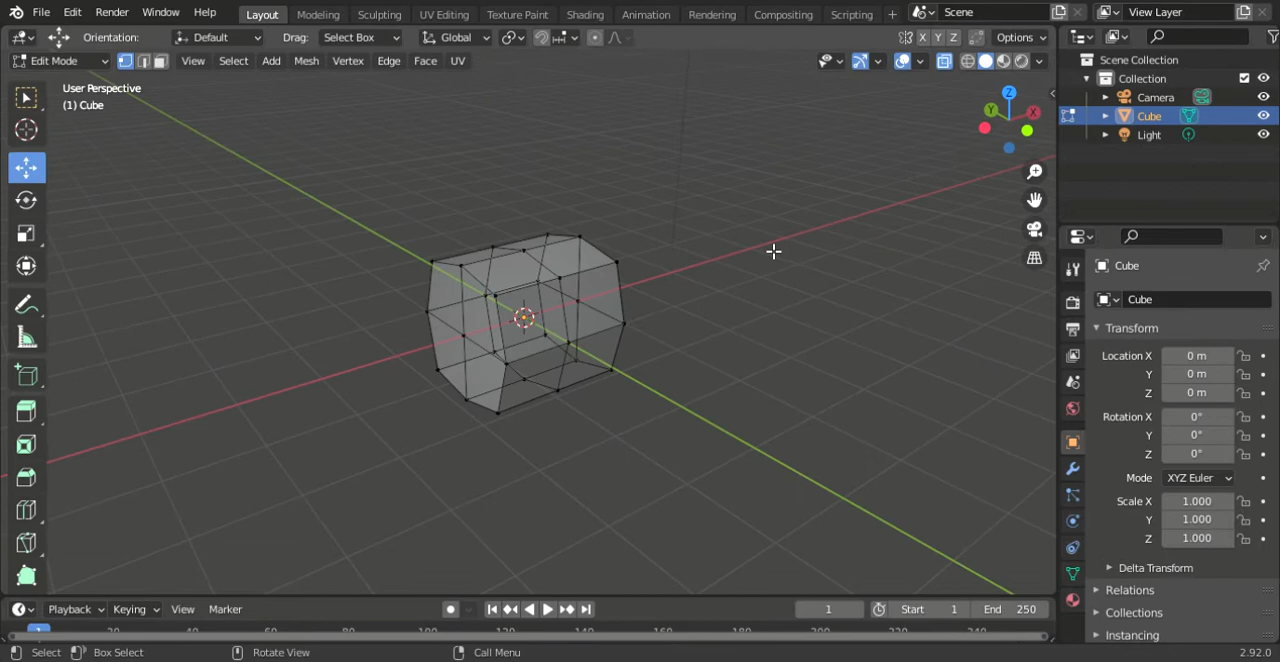 File Edit Render Window Help Layout Modeling Sculpting UV Editing Texture Paint Shading Animation Rendering Compositing Scripting + Scene View Layer
Orientation: Default Drag: Select Box Global X Y Z Options
Edit Mode View Select Add Mesh Vertex Edge Face UV
User Perspective
(1) Cube
Z
Y
X
Scene Collection
Collection
Camera
Cube
Light
Cube
Cube
Transform
Location X 0 m
Y 0 m
Z 0 m
Rotation X 0°
Y 0°
Z 0°
Mode XYZ Euler
Scale X 1.000
Y 1.000
Z 1.000
Delta Transform
Relations
Collections
Instancing
Playback Keying View Marker 1 Start 1 End 250
1
Select Box Select Rotate View Call Menu 2.92.0